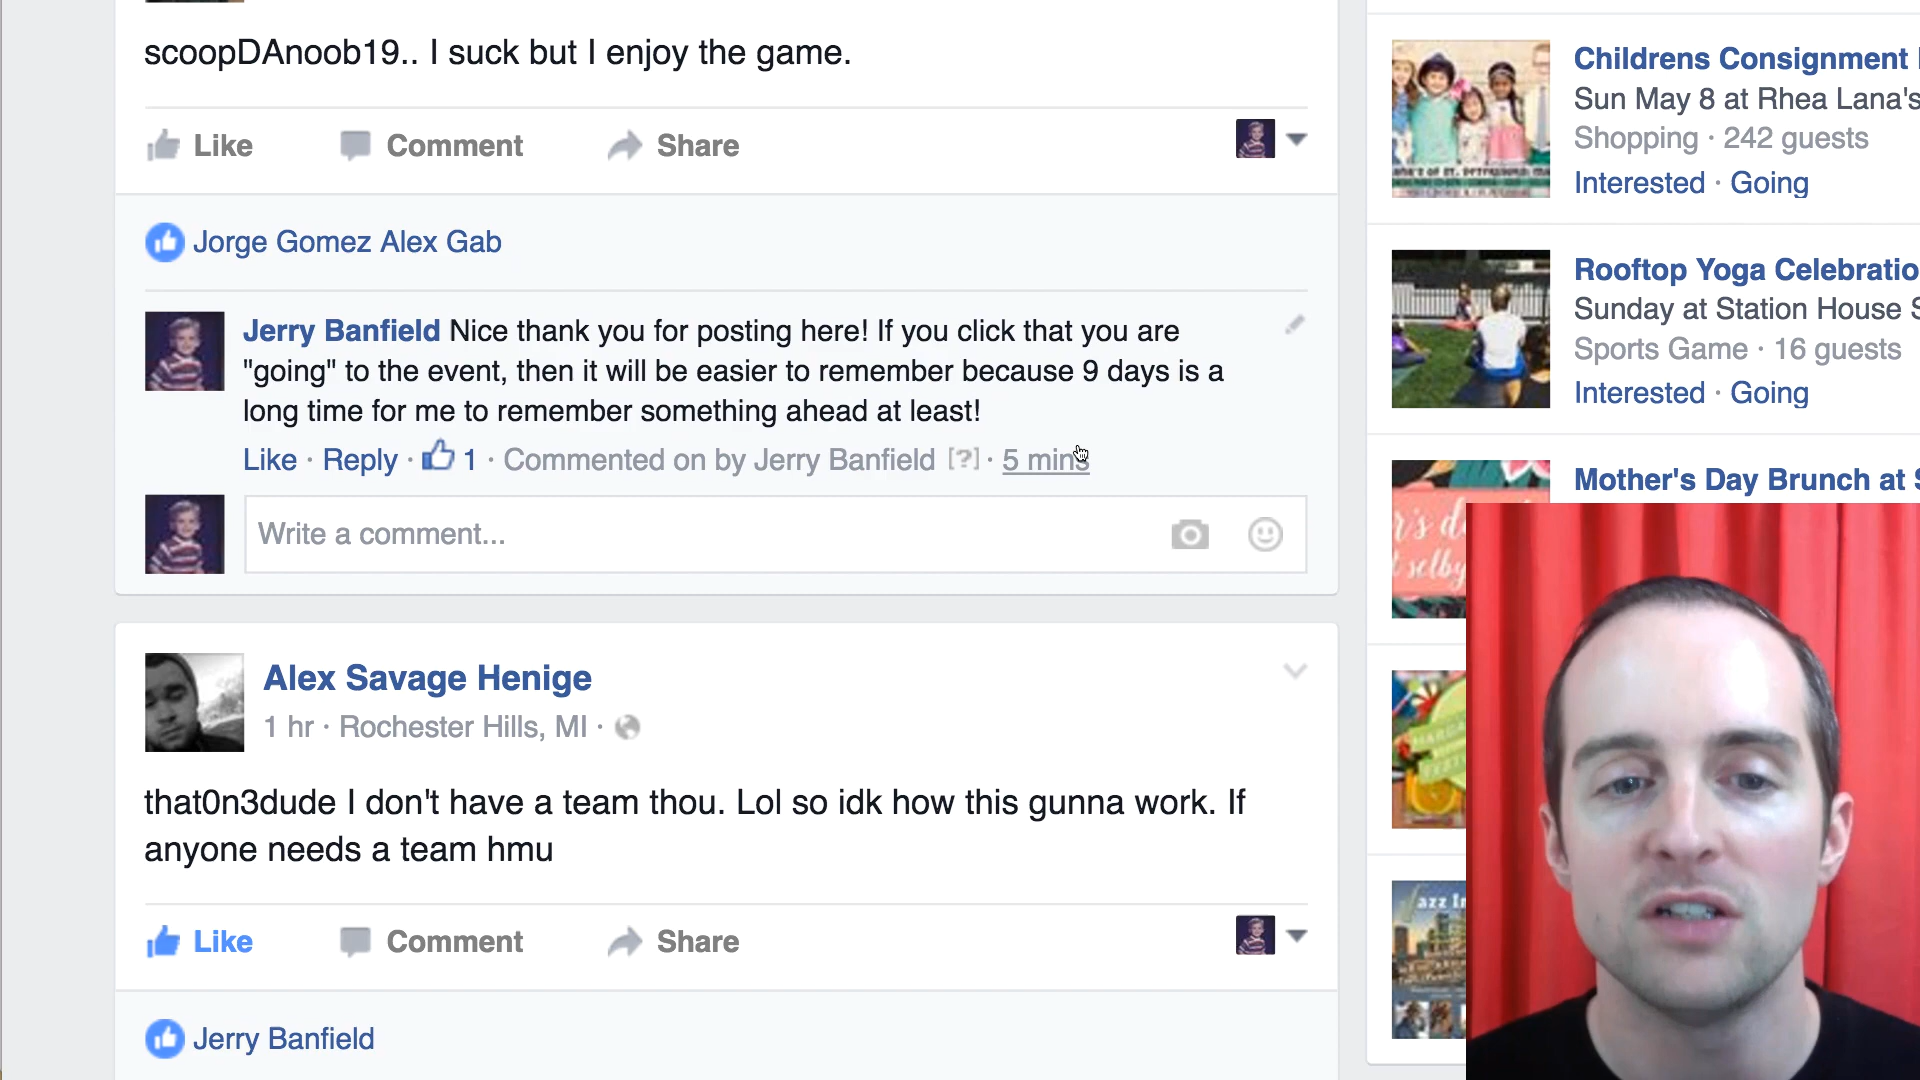 scoopDAnoob19.. I suck but I enjoy the game.
Like Comment Share
Jorge Gomez Alex Gab
Jerry Banfield Nice thank you for posting here! If you click that you are
"going" to the event, then it will be easier to remember because 9 days is a
long time for me to remember something ahead at least!
Like · Reply · 1 · Commented on by Jerry Banfield [?] · 5 mins
Write a comment...
Alex Savage Henige
1 hr · Rochester Hills, MI ·
that0n3dude I don't have a team thou. Lol so idk how this gunna work. If
anyone needs a team hmu
Like Comment Share
Jerry Banfield
Childrens Consignment
Sun May 8 at Rhea Lana's
Shopping · 242 guests
Interested · Going
Rooftop Yoga Celebratio
Sunday at Station House S
Sports Game · 16 guests
Interested · Going
Mother's Day Brunch at S
r's d
t selby
azz In